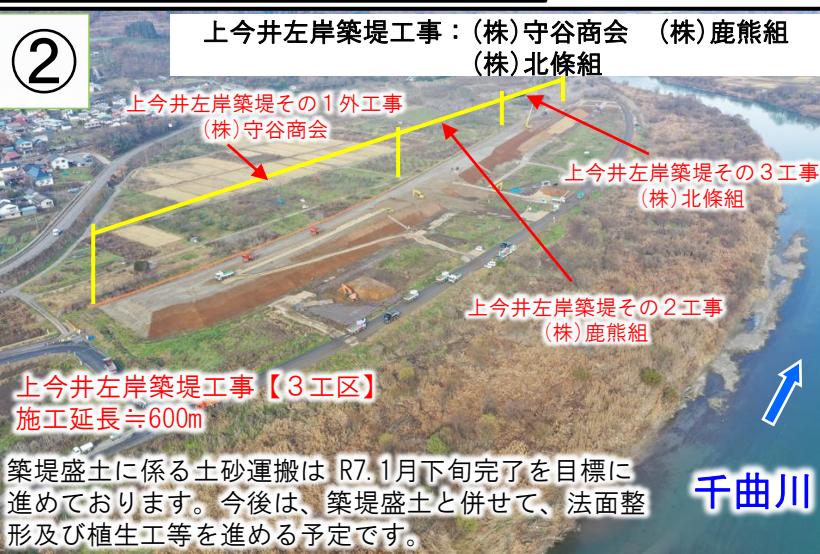 ②
上今井左岸築堤工事：(株)守谷商会　(株)鹿熊組
(株)北條組
上今井左岸築堤その１外工事
(株)守谷商会
上今井左岸築堤その３工事
(株)北條組
上今井左岸築堤その２工事
(株)鹿熊組
上今井左岸築堤工事【３工区】
施工延長≒600m
千曲川
築堤盛土に係る土砂運搬は R7.1月下旬完了を目標に
進めております。今後は、築堤盛土と併せて、法面整
形及び植生工等を進める予定です。